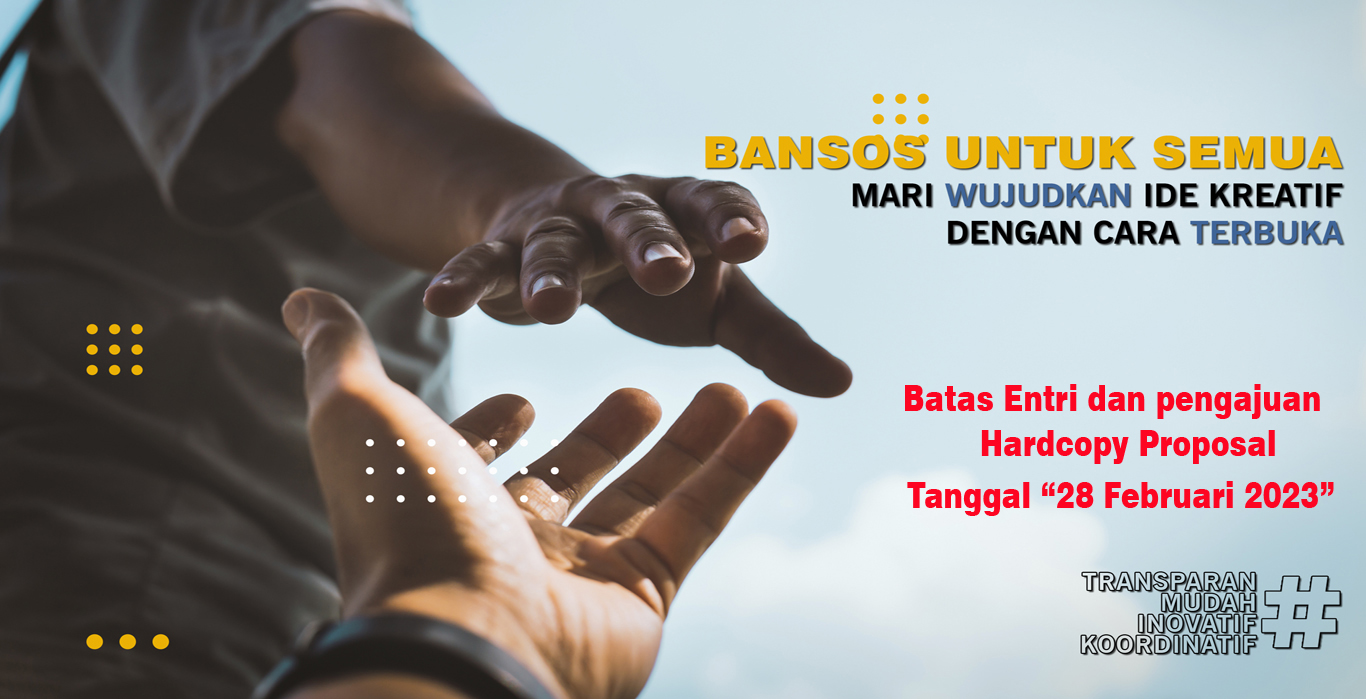 BANSOS UNTUK SEMUA
MARI WUJUDKAN IDE KREATIF
DENGAN CARA TERBUKA
Batas Entri dan pengajuan
Hardcopy Proposal
Tanggal “28 Februari 2023”
TRANSPARAN
MUDAH
INOVATIF
KOORDINATIF
#